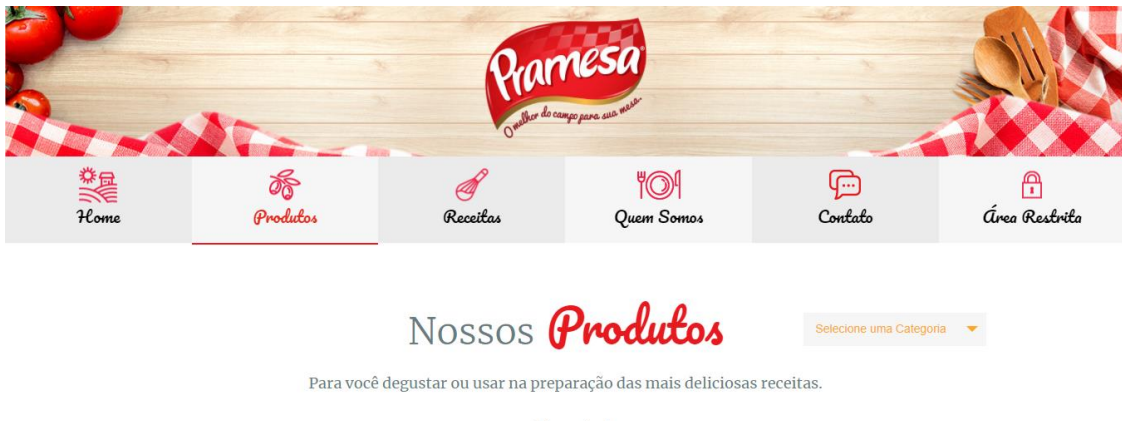 Pramesa
O melhor do campo para sua mesa.
Home
Produtos
Receitas
Quem Somos
Contato
Área Restrita
Nossos Produtos
Selecione uma Categoria
Para você degustar ou usar na preparação das mais deliciosas receitas.